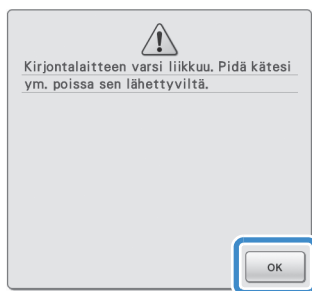 Kirjontalaitteen varsi liikkuu. Pidä kätesi
ym. poissa sen lähettyviltä.
OK